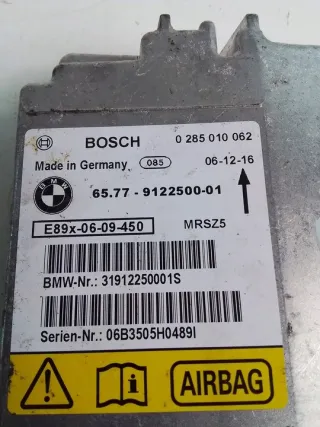 BOSCH 0 285 010 062
Made in Germany 085 06-12-16
BMW 65.77 - 9122500-01
E89x-06-09-450 MRSZ5
BMW-Nr.: 31912250001S
Serien-Nr.: 06B3505H0489I
! i AIRBAG